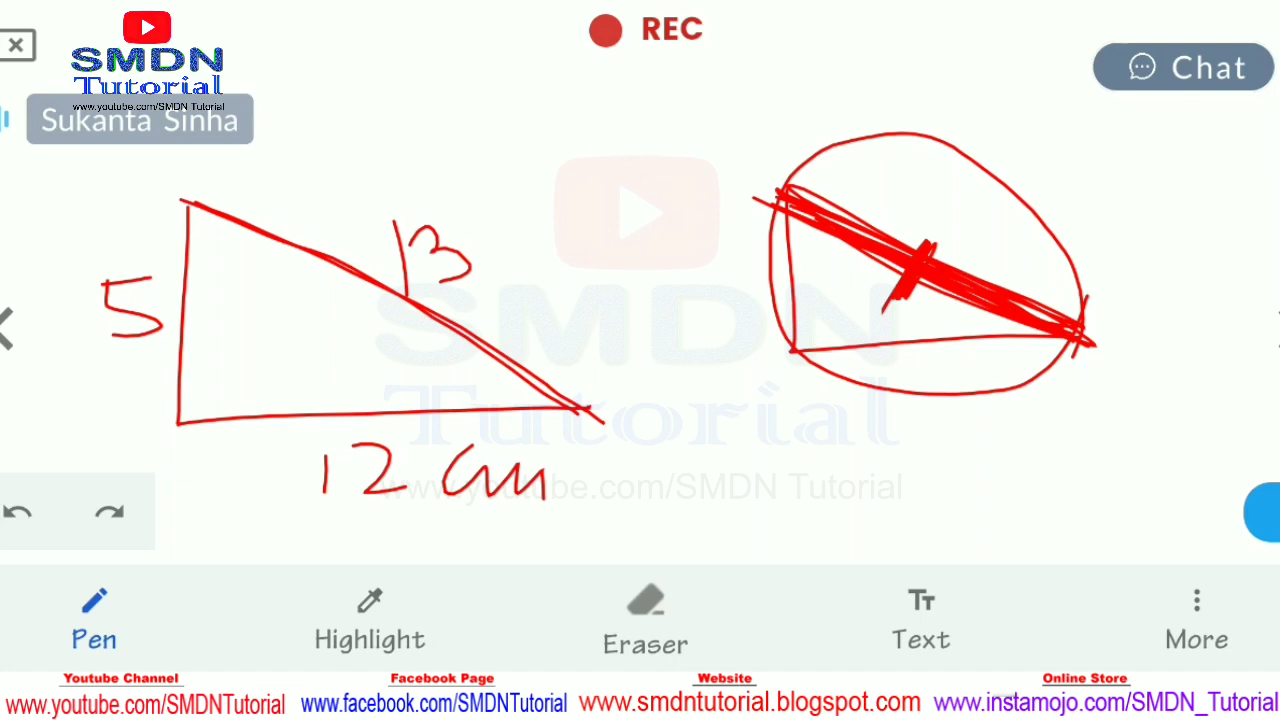 REC
SMDN
Tutorial
www.youtube.com/SMDN Tutorial
Chat
Sukanta Sinha
13
5
SMDN
Tutorial
12 cm
www.youtube.com/SMDN Tutorial
Pen
Highlight
Eraser
Text
More
Youtube Channel
Facebook Page
Website
Online Store
www.youtube.com/SMDNTutorial
www.facebook.com/SMDNTutorial
www.smdntutorial.blogspot.com
www.instamojo.com/SMDN_Tutorial